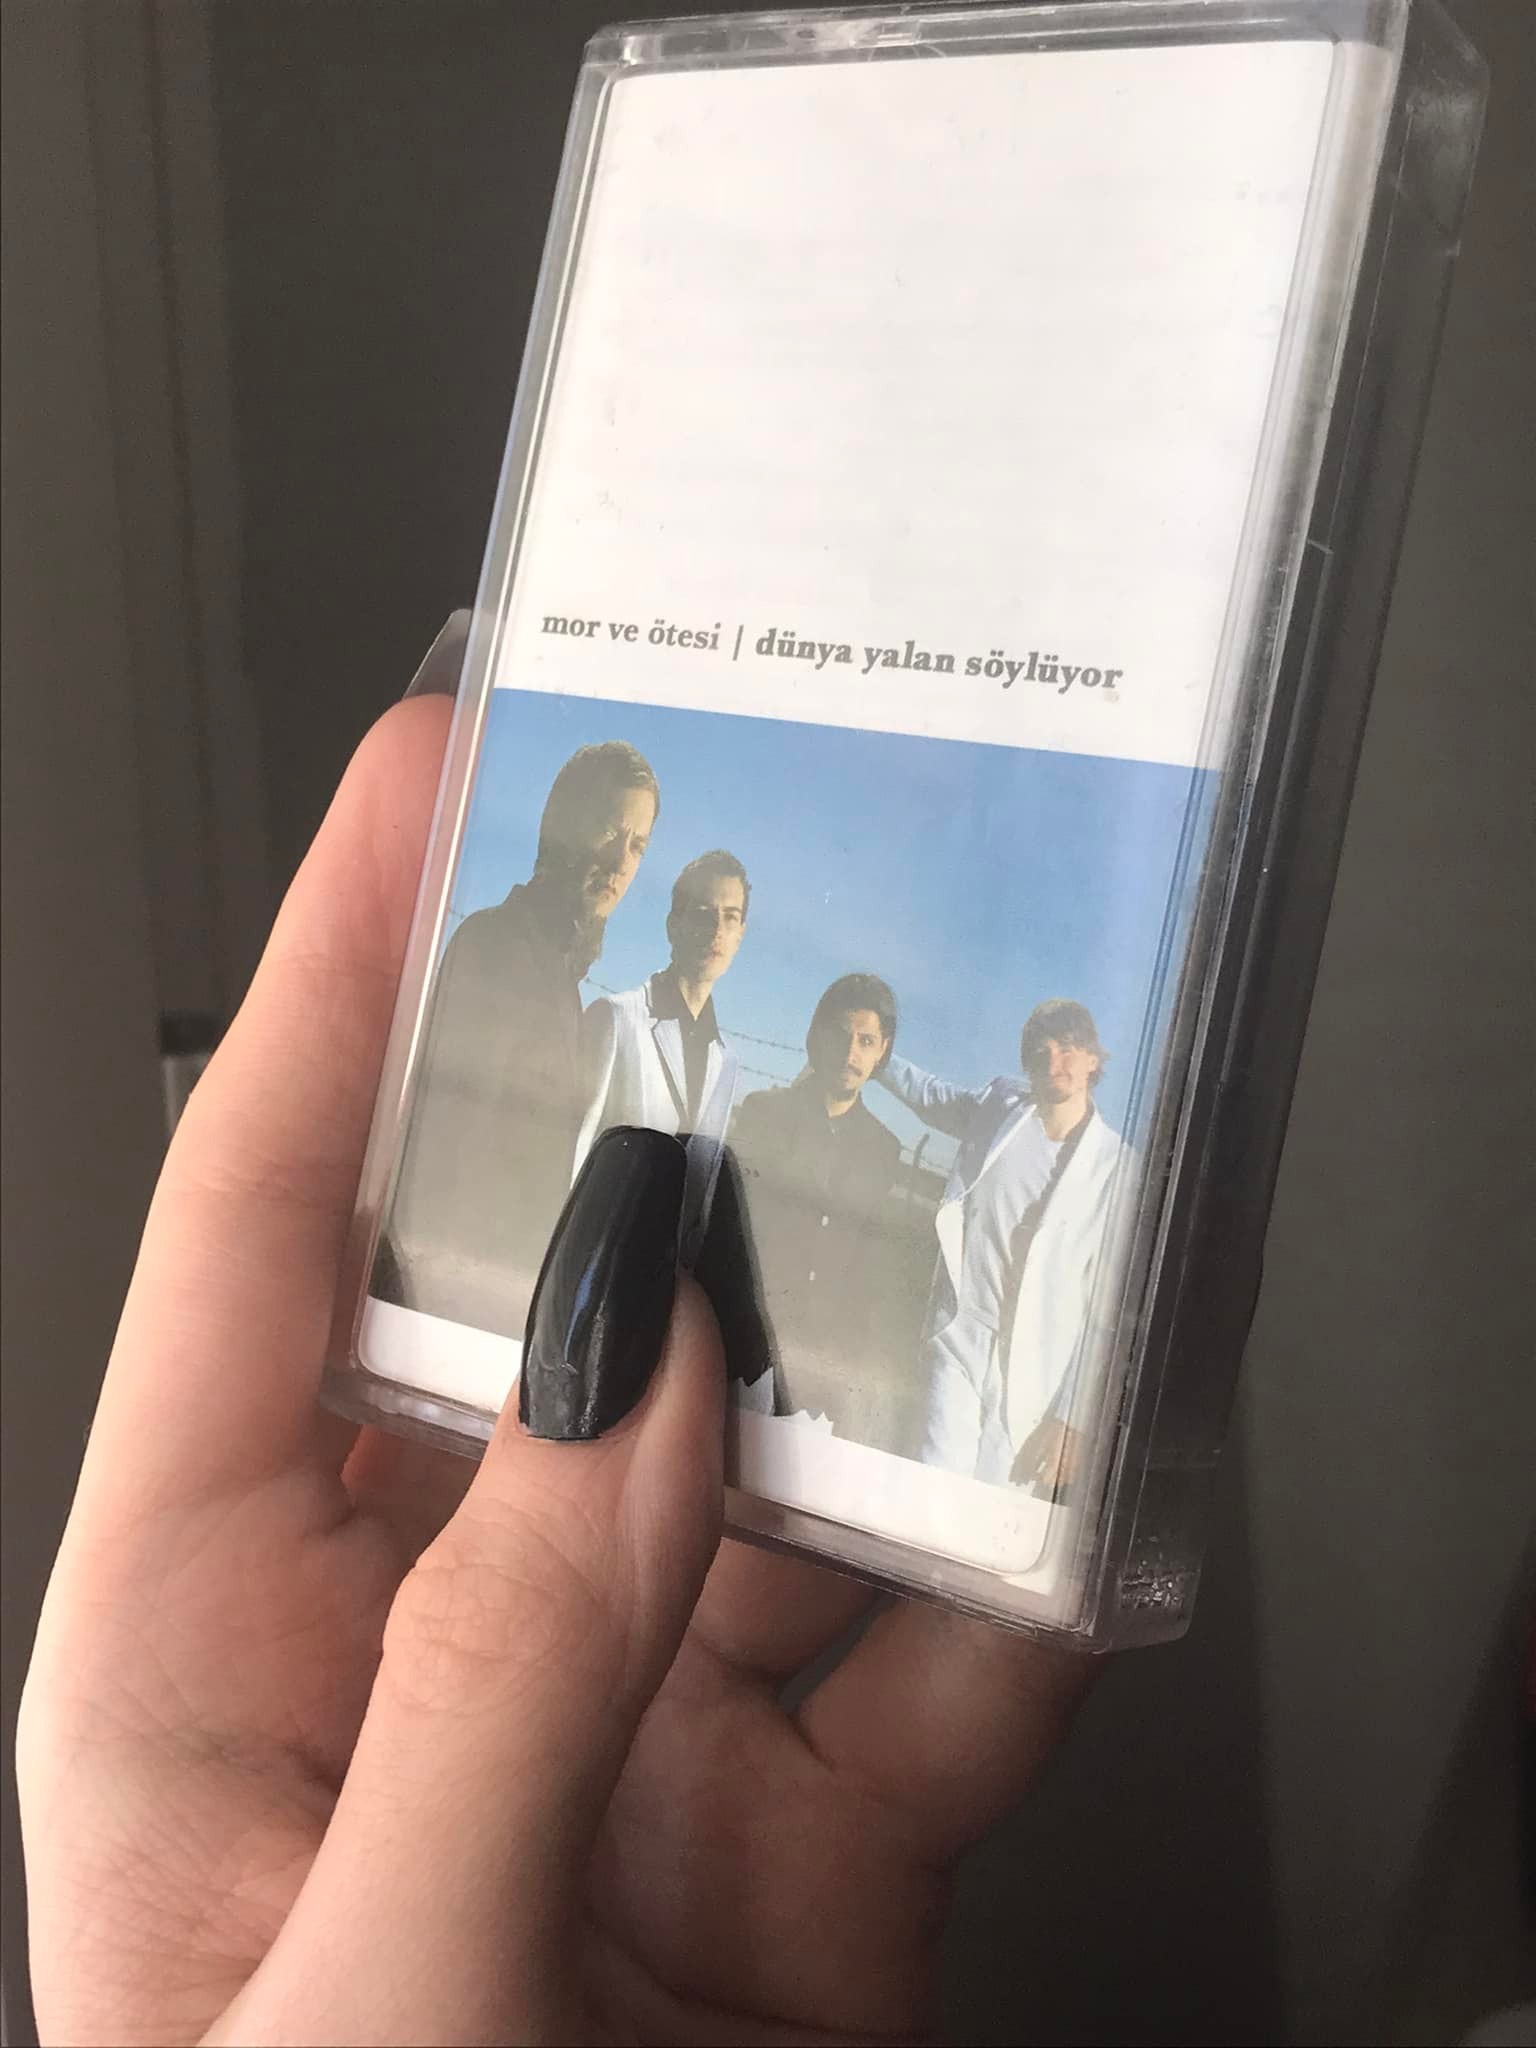 mor ve ötesi | dünya yalan söylüyor